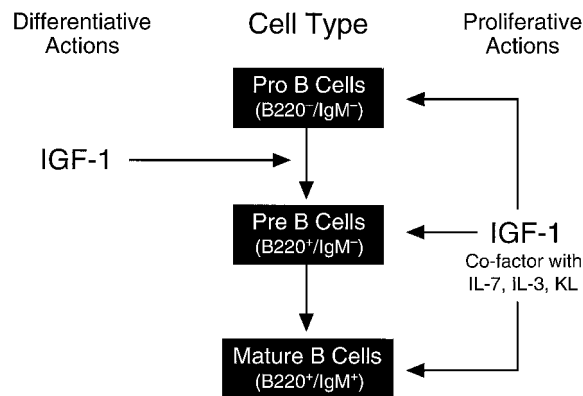 Differentiative
Actions
Cell Type
Proliferative
Actions
Pro B Cells
(B220⁻/IgM⁻)
IGF-1
Pre B Cells
(B220⁺/IgM⁻)
IGF-1
Co-factor with
IL-7, IL-3, KL
Mature B Cells
(B220⁺/IgM⁺)